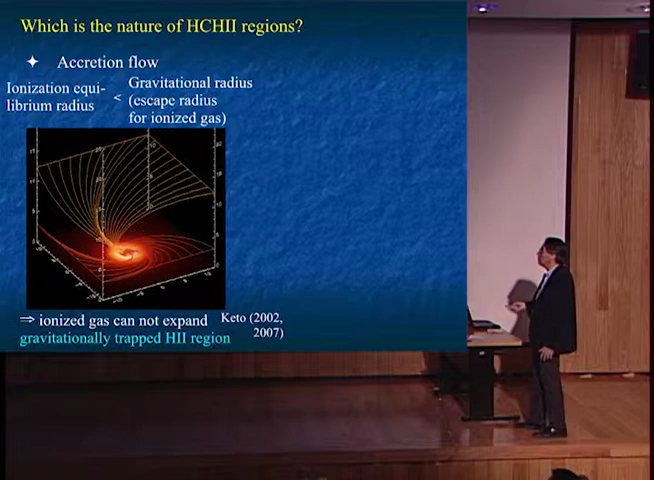 Which is the nature of HCHII regions?
✦ Accretion flow
Ionization equi-
librium radius
<
Gravitational radius
(escape radius
for ionized gas)
⇒ ionized gas can not expand
gravitationally trapped HII region
Keto (2002,
2007)